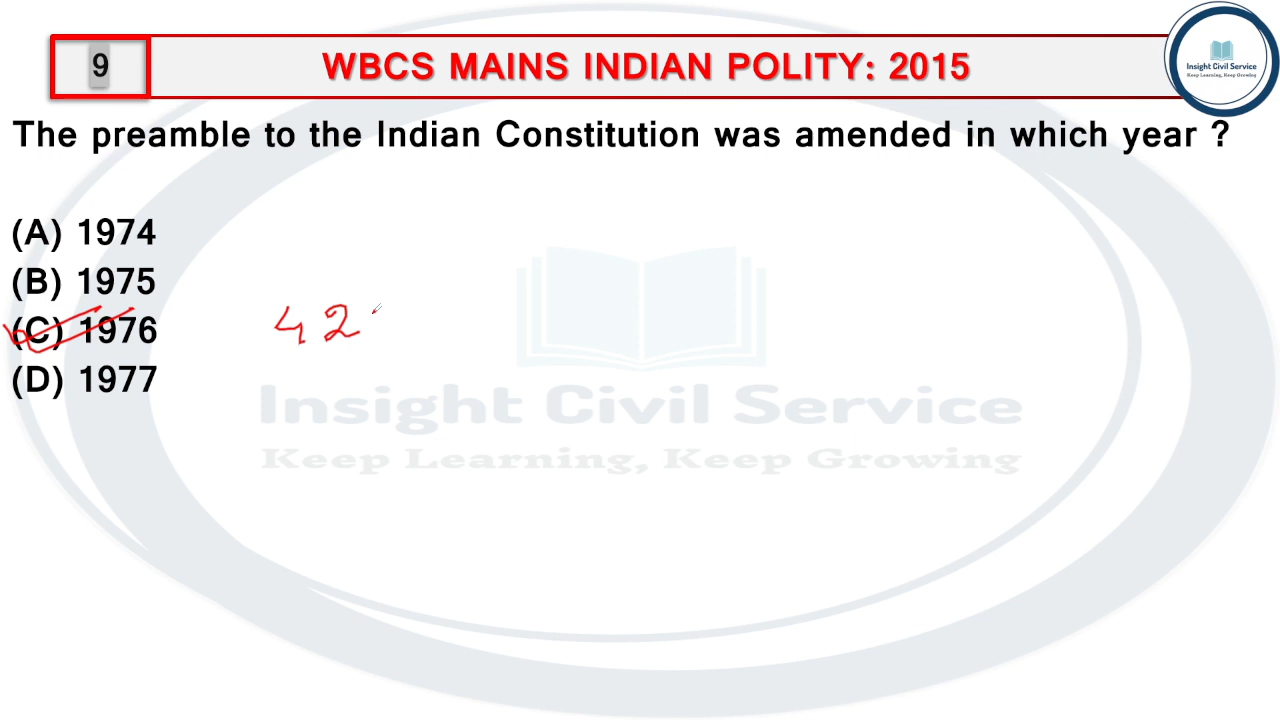 9
WBCS MAINS INDIAN POLITY: 2015
Insight Civil Service
Keep Learning, Keep Growing
The preamble to the Indian Constitution was amended in which year ?
(A) 1974
(B) 1975
(C) 1976
42
(D) 1977
Insight Civil Service
Keep Learning, Keep Growing